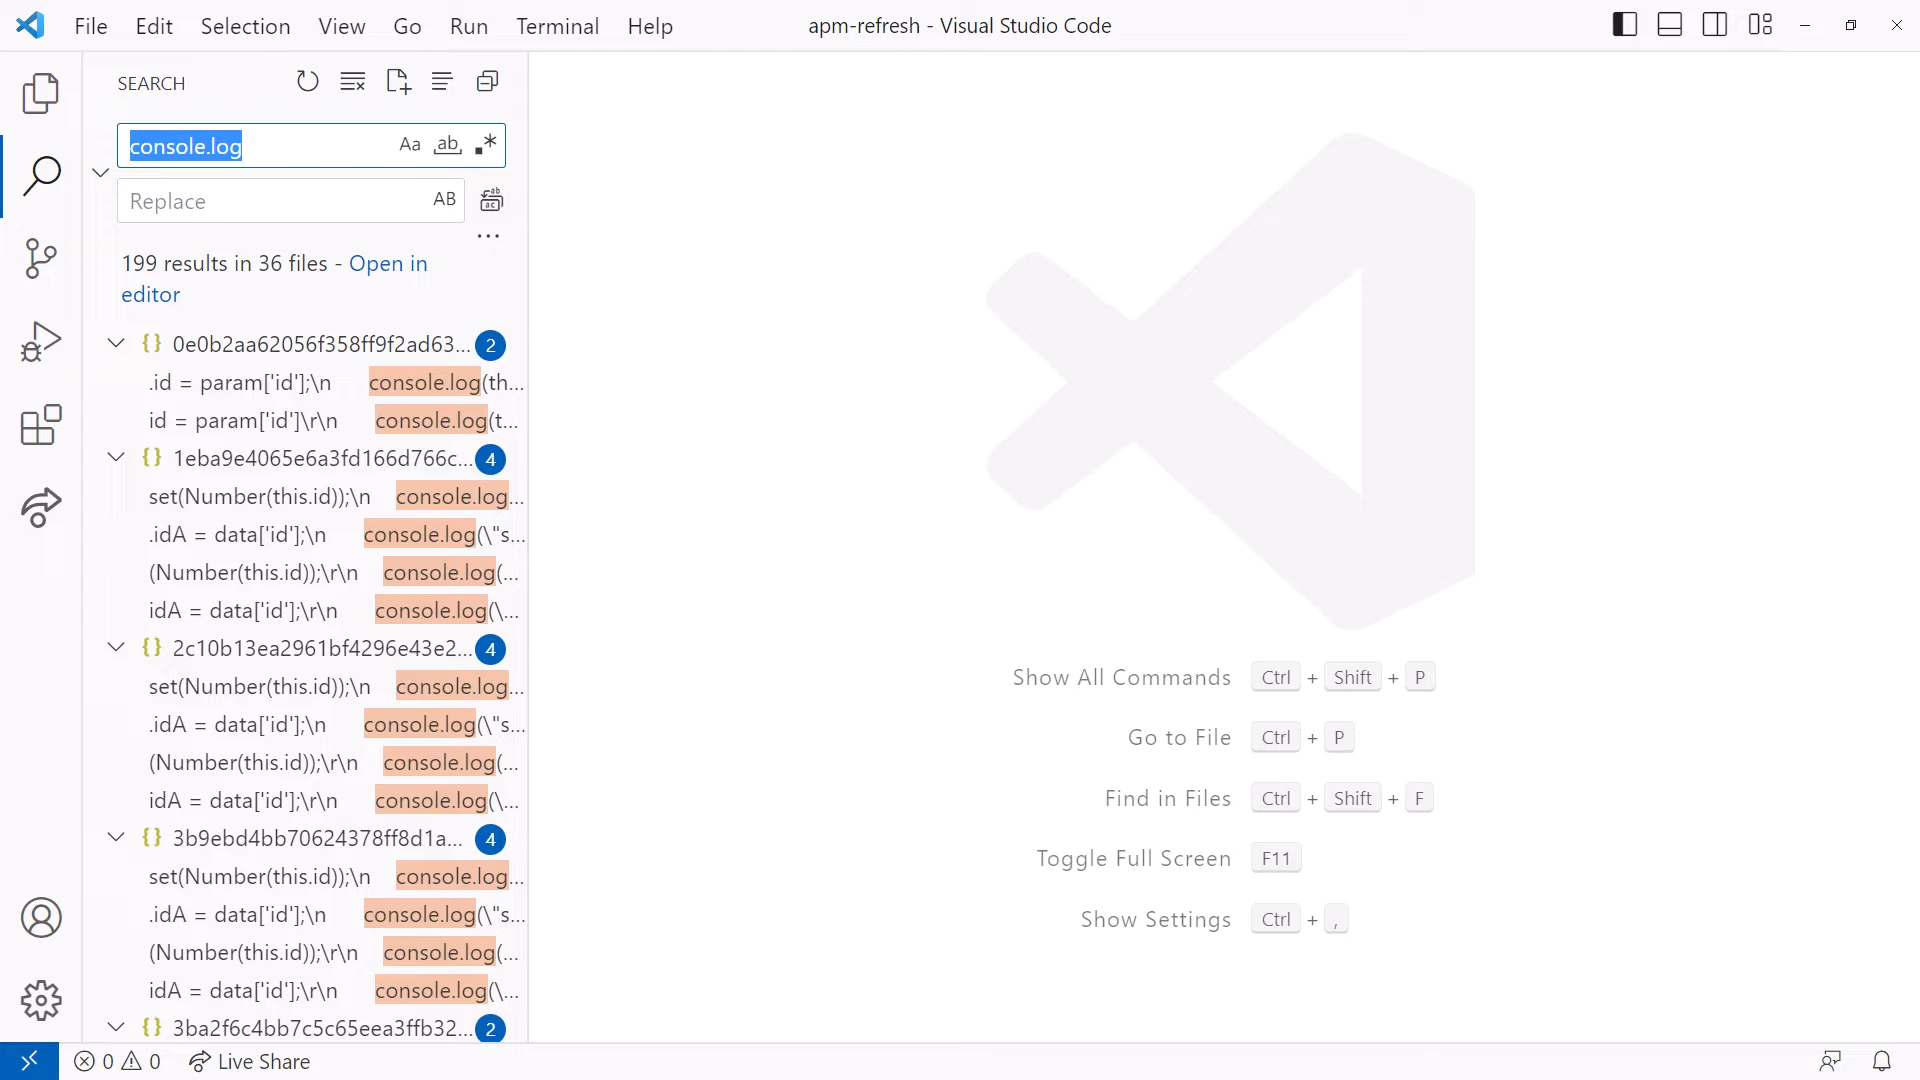 File Edit Selection View Go Run Terminal Help
apm-refresh - Visual Studio Code
SEARCH
console.log
Aa ab .*
Replace
AB
...
199 results in 36 files - Open in
editor
{} 0e0b2aa62056f358ff9f2ad63... 2
.id = param['id'];\n console.log(th...
id = param['id']\r\n console.log(t...
{} 1eba9e4065e6a3fd166d766c... 4
set(Number(this.id));\n console.log...
.idA = data['id'];\n console.log(\"s...
(Number(this.id));\r\n console.log(...
idA = data['id'];\r\n console.log(\...
{} 2c10b13ea2961bf4296e43e2... 4
set(Number(this.id));\n console.log...
.idA = data['id'];\n console.log(\"s...
(Number(this.id));\r\n console.log(...
idA = data['id'];\r\n console.log(\...
{} 3b9ebd4bb70624378ff8d1a... 4
set(Number(this.id));\n console.log...
.idA = data['id'];\n console.log(\"s...
(Number(this.id));\r\n console.log(...
idA = data['id'];\r\n console.log(\...
{} 3ba2f6c4bb7c5c65eea3ffb32... 2
Show All Commands Ctrl + Shift + P
Go to File Ctrl + P
Find in Files Ctrl + Shift + F
Toggle Full Screen F11
Show Settings Ctrl + ,
0 0 Live Share